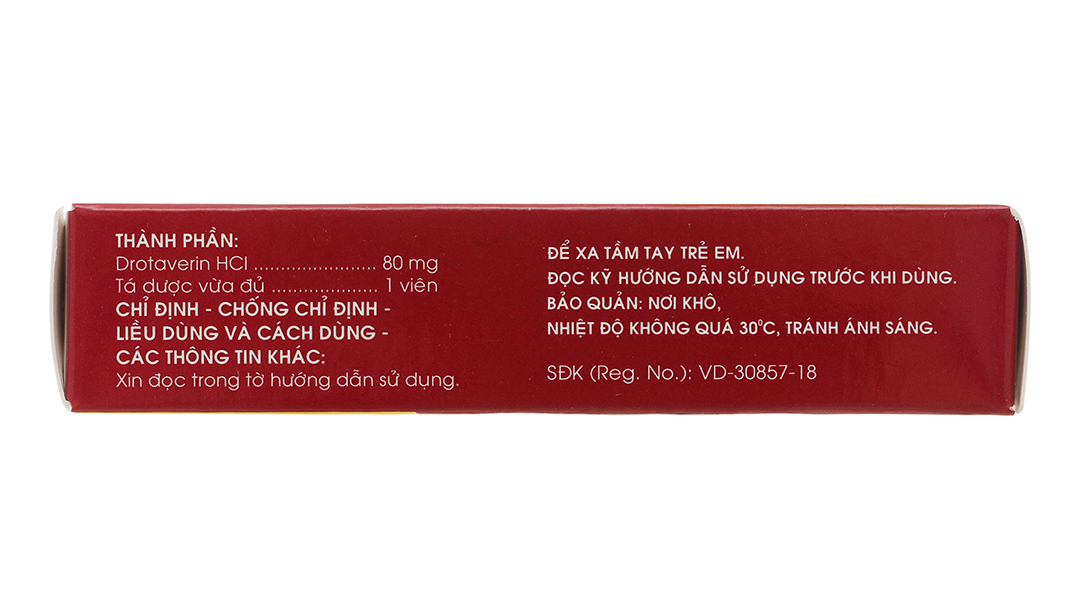 THÀNH PHẦN:
Drotaverin HCl ....................... 80 mg
Tá dược vừa đủ .................... 1 viên
CHỈ ĐỊNH - CHỐNG CHỈ ĐỊNH -
LIỀU DÙNG VÀ CÁCH DÙNG -
CÁC THÔNG TIN KHÁC:
Xin đọc trong tờ hướng dẫn sử dụng.
ĐỂ XA TẦM TAY TRẺ EM.
ĐỌC KỸ HƯỚNG DẪN SỬ DỤNG TRƯỚC KHI DÙNG.
BẢO QUẢN: NƠI KHÔ,
NHIỆT ĐỘ KHÔNG QUÁ 30⁰C, TRÁNH ÁNH SÁNG.
SĐK (Reg. No.): VD-30857-18